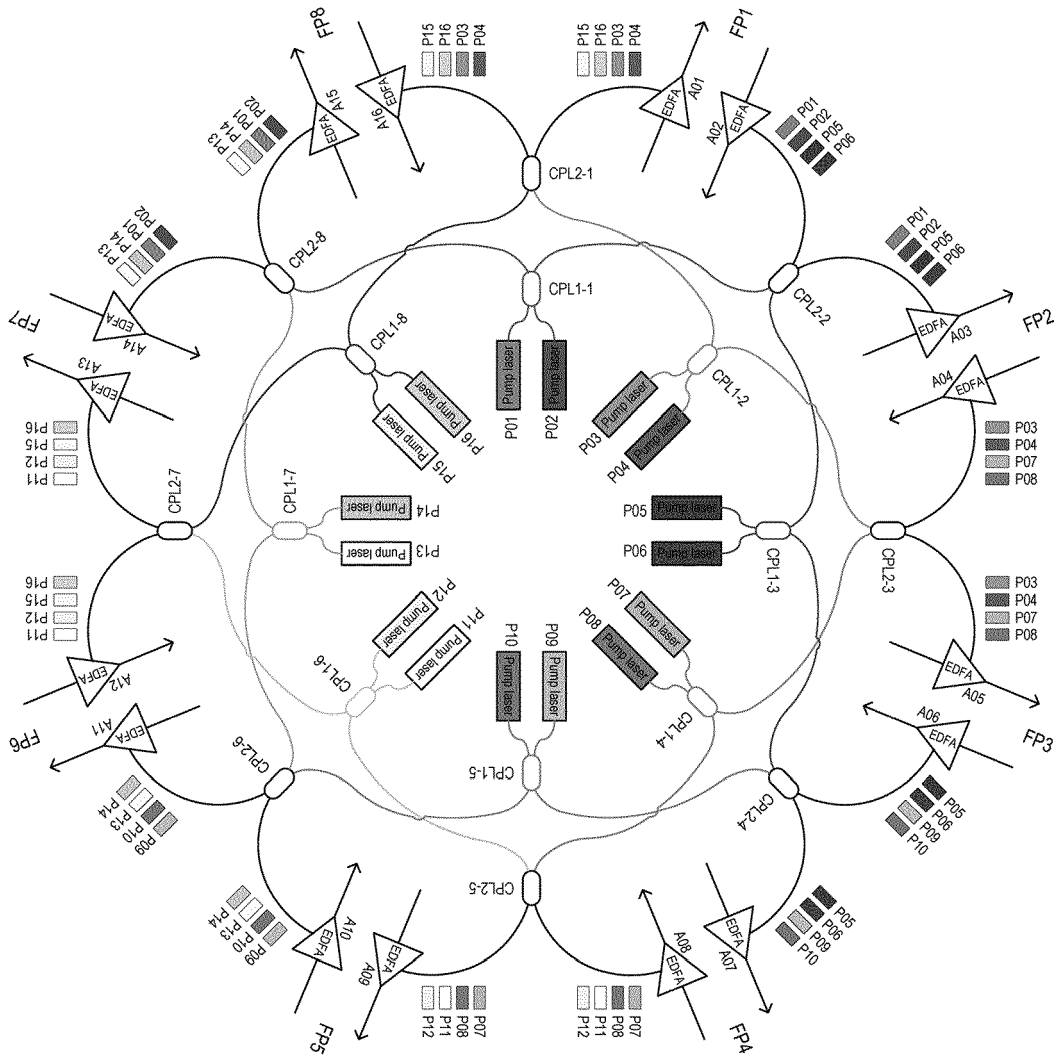 FP8
FP1
P15
P16
P03
P04
P15
P16
P03
P04
EDFA
A15
EDFA
A16
EDFA
A01
EDFA
A02
P02
P01
P14
P13
P01
P02
P05
P06
CPL2-1
P02
P01
P14
P13
P01
P02
P05
P06
CPL2-8
CPL2-2
FP7
FP2
EDFA
A14
EDFA
A13
EDFA
A03
EDFA
A04
CPL1-8
CPL1-1
CPL1-2
Pump laser
P01
Pump laser
P02
Pump laser
P03
Pump laser
P04
Pump laser
P16
Pump laser
P15
P16
P15
P12
P11
P03
P04
P07
P08
CPL2-7
CPL1-7
Pump laser
P14
Pump laser
P13
P05
Pump laser
P06
Pump laser
CPL1-3
CPL2-3
P16
P15
P12
P11
P03
P04
P07
P08
P12
Pump laser
P11
Pump laser
P10
Pump laser
P09
Pump laser
P07
Pump laser
P08
Pump laser
CPL1-6
CPL1-5
CPL1-4
EDFA
A12
EDFA
A11
EDFA
A05
EDFA
A06
FP6
FP3
CPL2-6
CPL2-4
P14
P13
P10
P09
P05
P06
P09
P10
CPL2-5
P14
P13
P10
P09
P05
P06
P09
P10
EDFA
A10
EDFA
A09
EDFA
A08
EDFA
A07
P12
P11
P08
P07
P12
P11
P08
P07
FP5
FP4